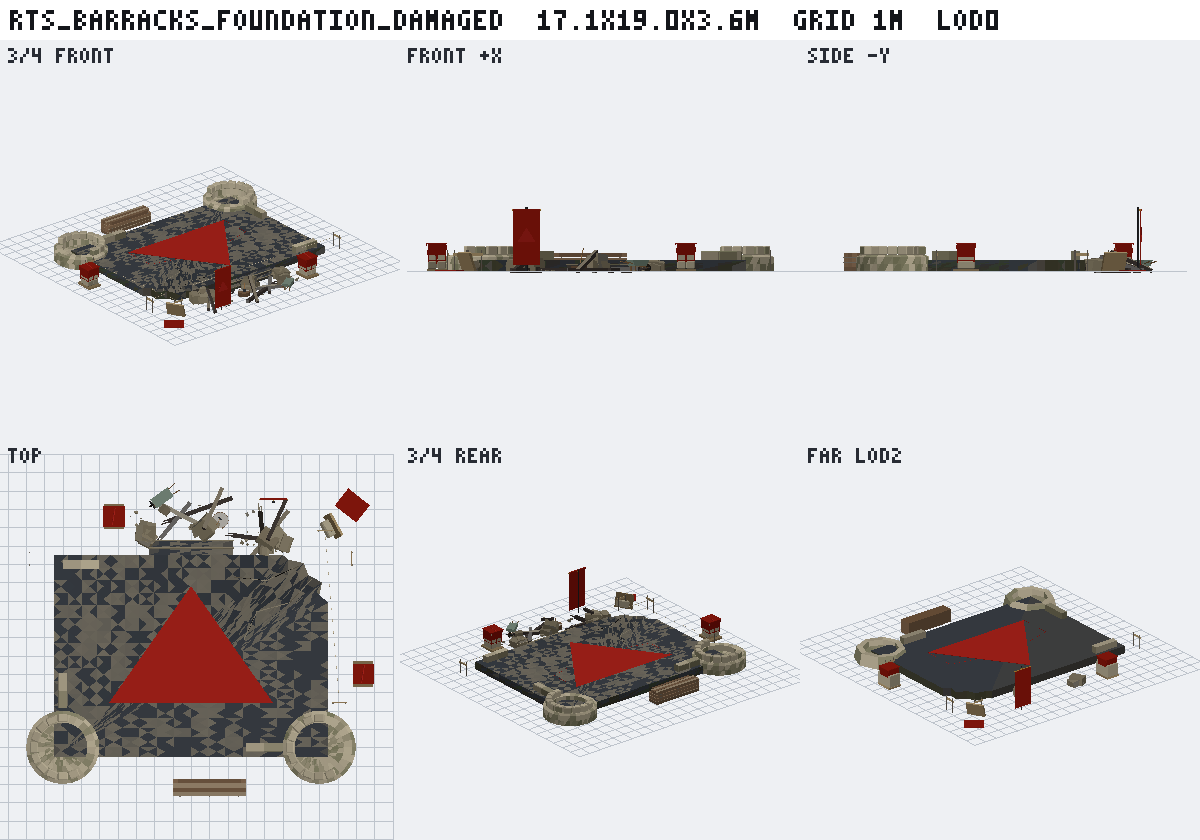 RTS_BARRACKS_FOUNDATION_DAMAGED 17.1X19.0X3.6M GRID 1M LOD0
3/4 FRONT
FRONT +X
SIDE -Y
TOP
3/4 REAR
FAR LOD2